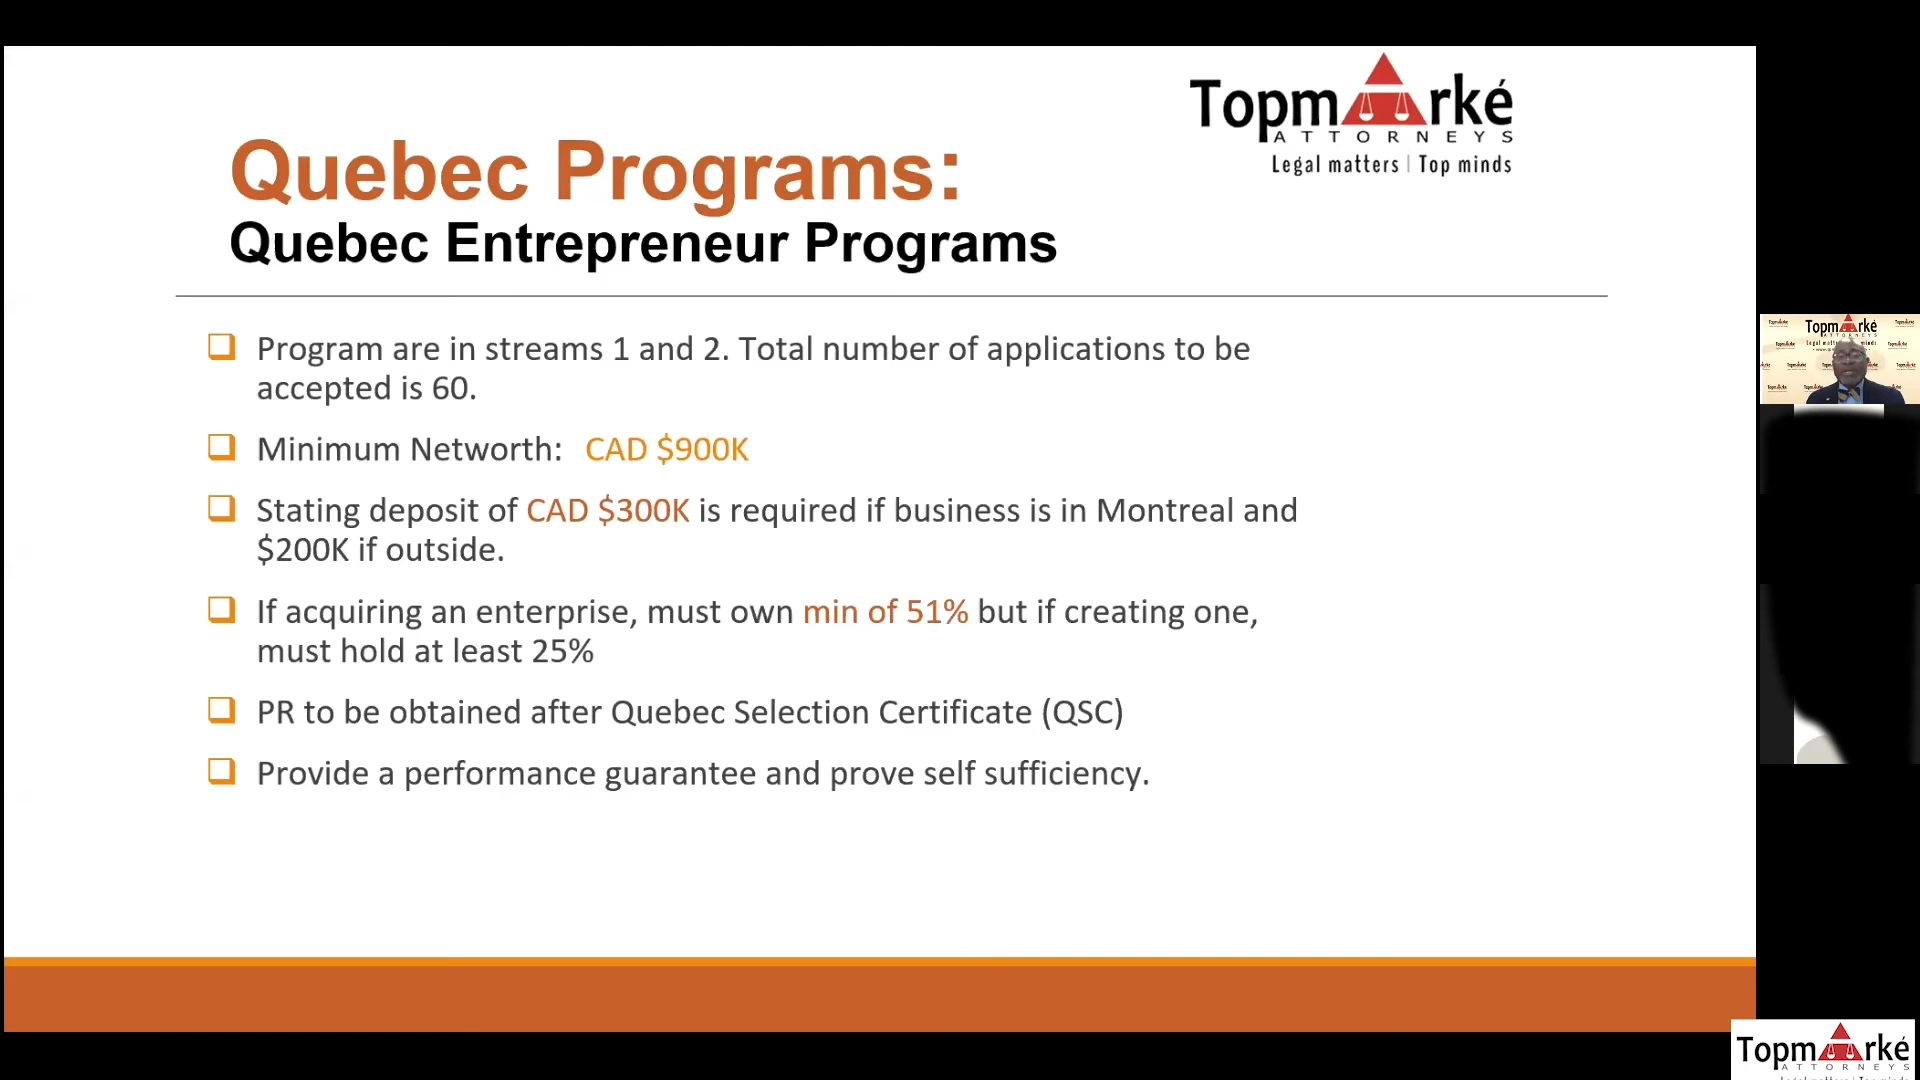 Topmarké
ATTORNEYS
Legal matters | Top minds
Quebec Programs:
Quebec Entrepreneur Programs
Program are in streams 1 and 2. Total number of applications to be
accepted is 60.
Minimum Networth: CAD $900K
Stating deposit of CAD $300K is required if business is in Montreal and
$200K if outside.
If acquiring an enterprise, must own min of 51% but if creating one,
must hold at least 25%
PR to be obtained after Quebec Selection Certificate (QSC)
Provide a performance guarantee and prove self sufficiency.
Topmarké
Topmarké
ATTORNEYS